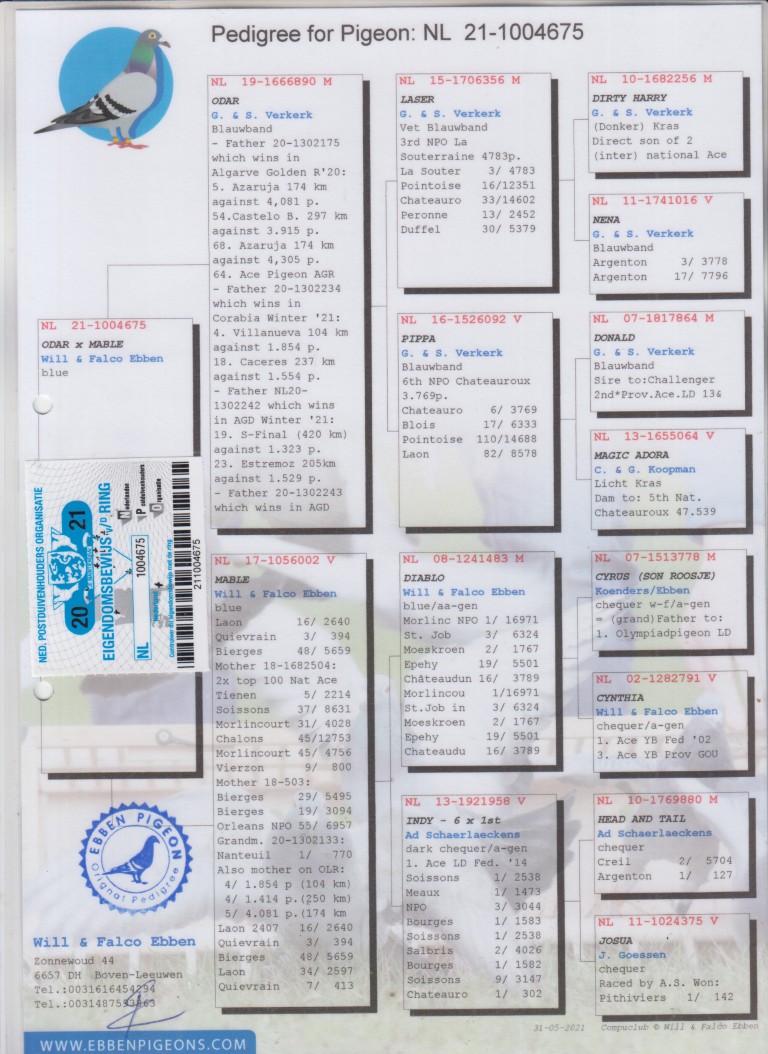 Pedigree for Pigeon: NL 21-1004675
NL 21-1004675
ODAR x MABLE
Will & Falco Ebben
blue
NED. POSTDUIVENHOUDERS ORGANISATIE
20 21
EIGENDOMSBEWIJS V/D RING
Nederlandse
Postduivenhouders
Organisatie
NL 1004675
Controleer of eigendomsbewijs met de ring
211004675
EBBEN PIGEON
Original Pedigree
Will & Falco Ebben
Zonnewoud 44
6657 DH Boven-Leeuwen
Tel.:0031616454294
WWW.EBBENPIGEONS.COM
NL 19-1666890 M
ODAR
G. & S. Verkerk
Blauwband
- Father 20-1302175
which wins in
Algarve Golden R'20:
5. Azaruja 174 km
against 4,081 p.
54.Castelo B. 297 km
against 3.915 p.
68. Azaruja 174 km
against 4,305 p.
64. Ace Pigeon AGR
- Father 20-1302234
which wins in
Corabia Winter '21:
4. Villanueva 104 km
against 1.854 p.
18. Caceres 237 km
against 1.554 p.
- Father NL20-
1302242 which wins
in AGD Winter '21:
19. S-Final (420 km)
against 1.323 p.
23. Estremoz 205km
against 1.529 p.
- Father 20-1302243
which wins in AGD
NL 17-1056002 V
MABLE
Will & Falco Ebben
blue
Laon 16/ 2640
Quievrain 3/ 394
Bierges 48/ 5659
Mother 18-1682504:
2x top 100 Nat Ace
Tienen 5/ 2214
Soissons 37/ 8631
Morlincourt 31/ 4028
Chalons 45/12753
Morlincourt 45/ 4756
Vierzon 9/ 800
Mother 18-503:
Bierges 29/ 5495
Bierges 19/ 3094
Orleans NPO 55/ 6957
Grandm. 20-1302133:
Nanteuil 1/ 770
Also mother on OLR:
4/ 1.854 p (104 km)
4/ 1.414 p.(250 km)
5/ 4.081 p.(174 km
Laon 2407 16/ 2640
Quievrain 3/ 394
Bierges 48/ 5659
Laon 34/ 2597
Quievrain 7/ 413
NL 15-1706356 M
LASER
G. & S. Verkerk
Vet Blauwband
3rd NPO La
Souterraine 4783p.
La Souter 3/ 4783
Pointoise 16/12351
Chateauro 33/14602
Peronne 13/ 2452
Duffel 30/ 5379
NL 16-1526092 V
PIPPA
G. & S. Verkerk
Blauwband
6th NPO Chateauroux
3.769p.
Chateauro 6/ 3769
Blois 17/ 6333
Pointoise 110/14688
Laon 82/ 8578
NL 08-1241483 M
DIABLO
Will & Falco Ebben
blue/aa-gen
Morlinc NPO 1/ 16971
St. Job 3/ 6324
Moeskroen 2/ 1767
Epehy 19/ 5501
Châteaudun 16/ 3789
Morlincou 1/16971
St.Job in 3/ 6324
Moeskroen 2/ 1767
Epehy 19/ 5501
Chateaudu 16/ 3789
NL 13-1921958 V
INDY - 6 x 1st
Ad Schaerlaeckens
dark chequer/a-gen
1. Ace LD Fed. '14
Soissons 1/ 2538
Meaux 1/ 1473
NPO 3/ 3044
Bourges 1/ 1583
Soissons 1/ 2538
Salbris 2/ 4026
Bourges 1/ 1582
Soissons 9/ 3147
Chateauro 1/ 302
NL 10-1682256 M
DIRTY HARRY
G. & S. Verkerk
(Donker) Kras
Direct son of 2
(inter) national Ace
NL 11-1741016 V
NENA
G. & S. Verkerk
Blauwband
Argenton 3/ 3778
Argenton 17/ 7796
NL 07-1817864 M
DONALD
G. & S. Verkerk
Blauwband
Sire to:Challenger
2nd*Prov.Ace.LD 13&
NL 13-1655064 V
MAGIC ADORA
C. & G. Koopman
Licht Kras
Dam to: 5th Nat.
Chateauroux 47.539
NL 07-1513778 M
CYRUS (SON ROOSJE)
Koenders/Ebben
chequer w-f/a-gen
= (grand)Father to:
1. Olympiadpigeon LD
NL 02-1282791 V
CYNTHIA
Will & Falco Ebben
chequer/a-gen
1. Ace YB Fed '02
3. Ace YB Prov GOU
NL 10-1769880 M
HEAD AND TAIL
Ad Schaerlaeckens
chequer
Creil 2/ 5704
Argenton 1/ 127
NL 11-1024375 V
JOSUA
J. Goessen
chequer
Raced by A.S. Won:
Pithiviers 1/ 142
31-05-2021 Compuclub © Will & Falco Ebben